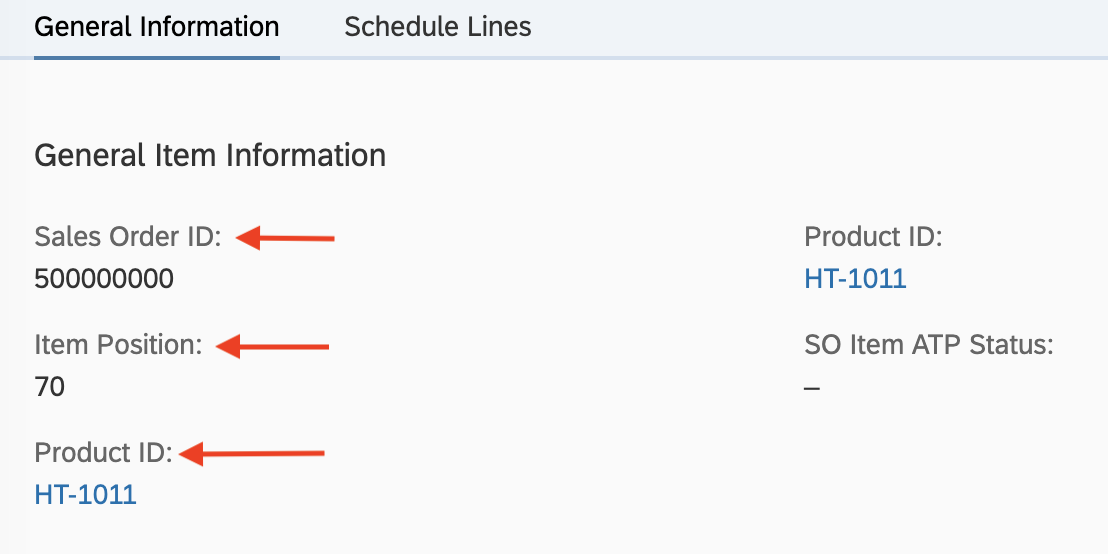 General Information
Schedule Lines
General Item Information
Sales Order ID:
500000000
Item Position:
70
Product ID:
HT-1011
Product ID:
HT-1011
SO Item ATP Status:
–